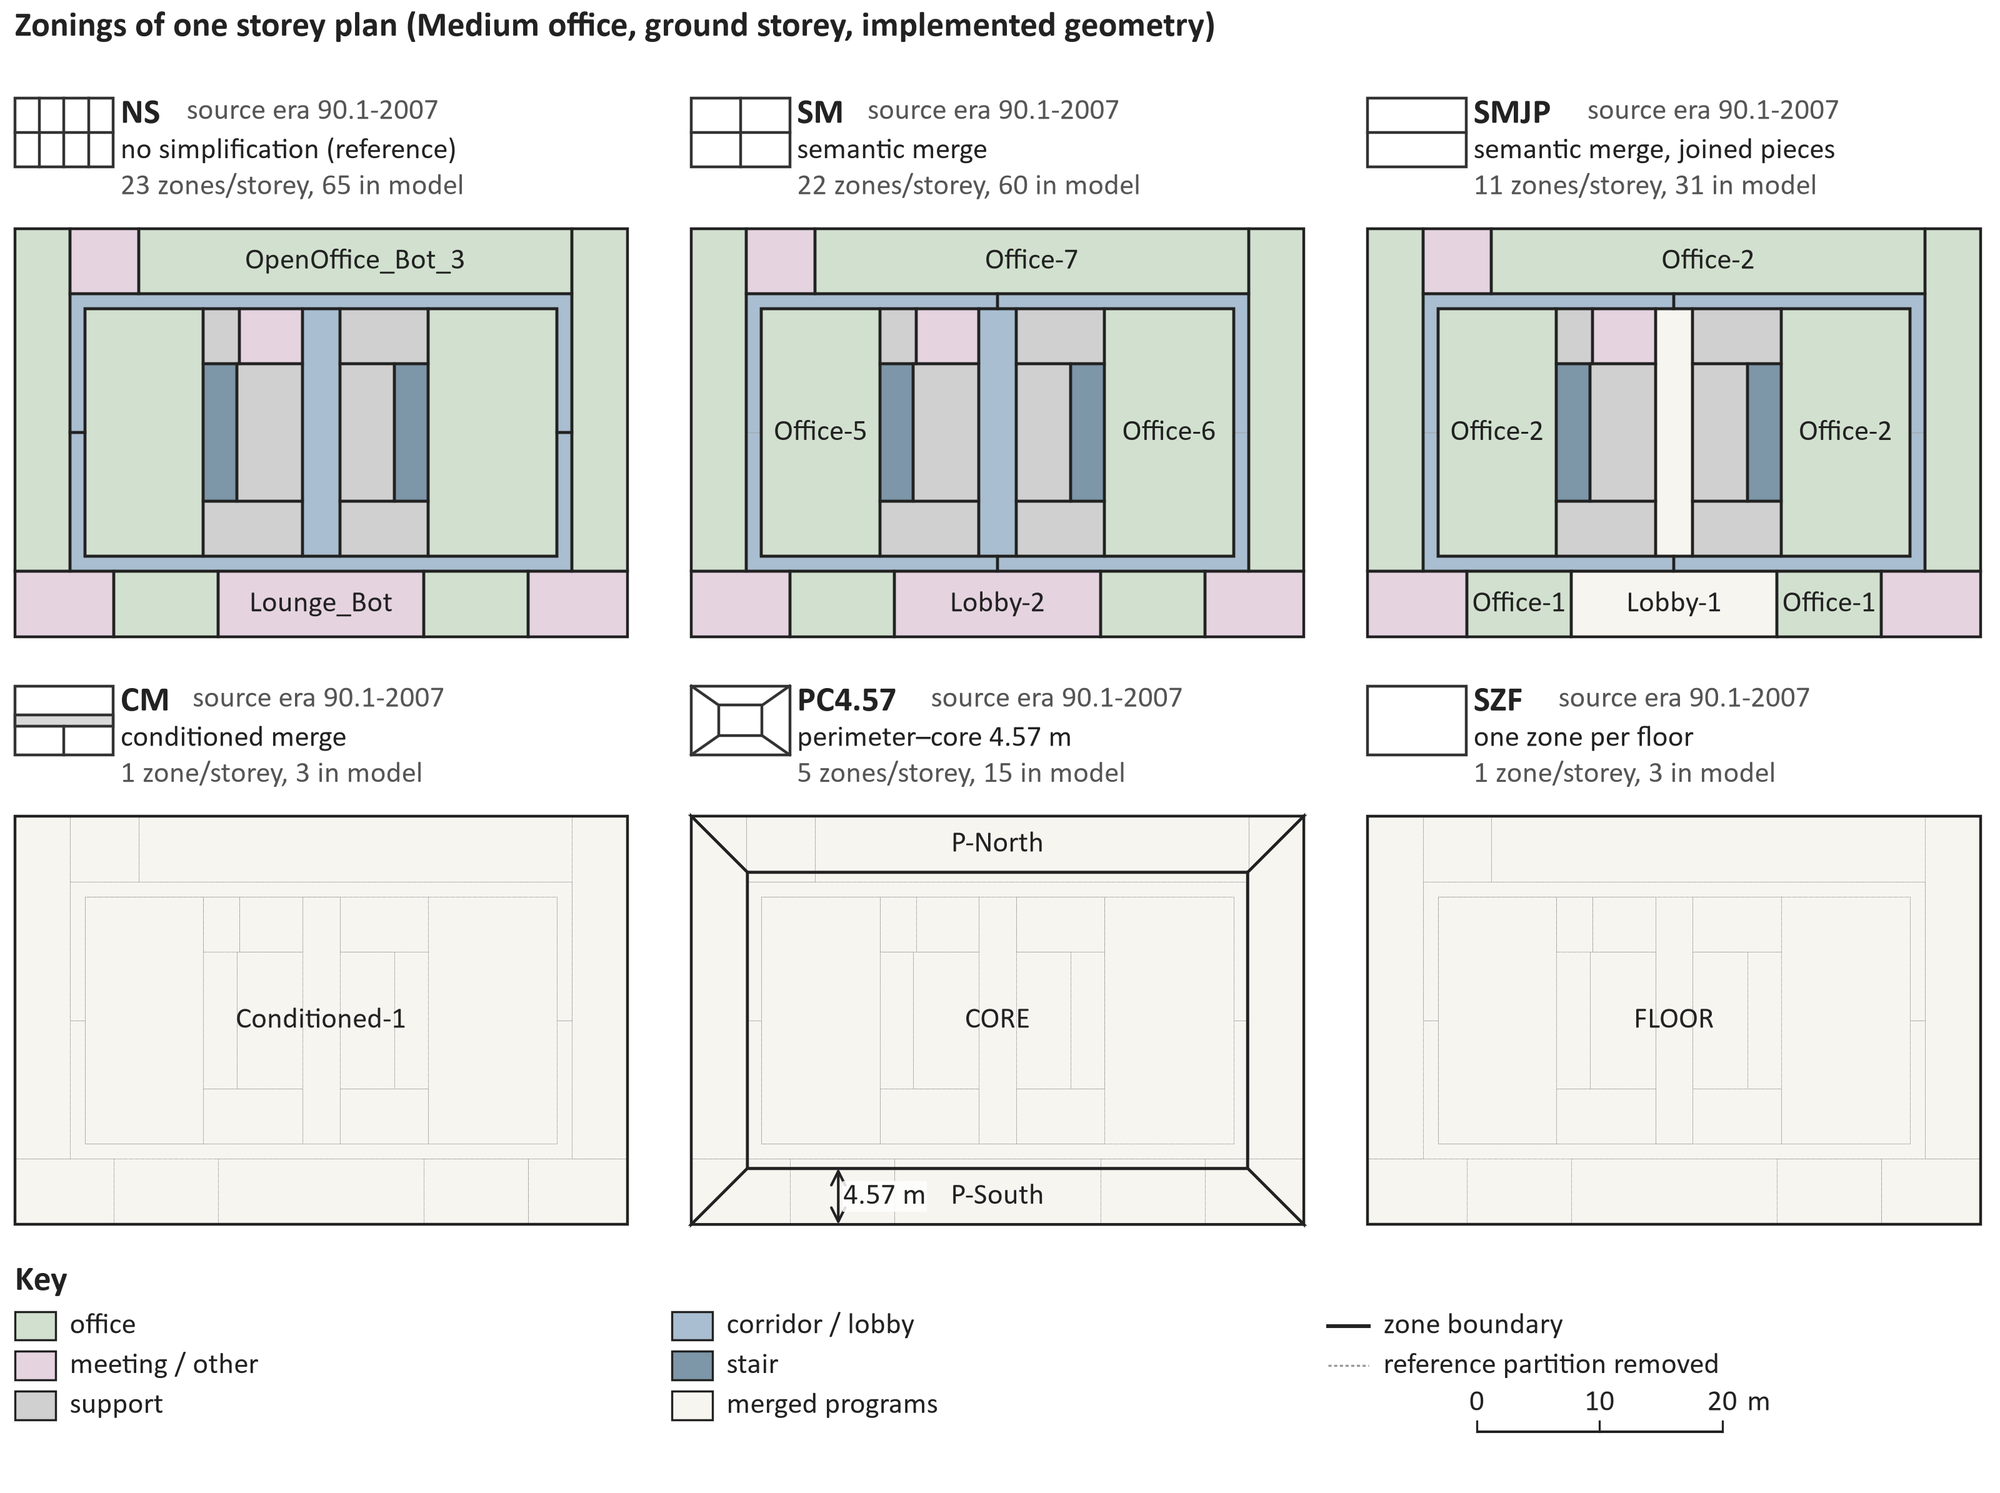 Zonings of one storey plan (Medium office, ground storey, implemented geometry)
NS source era 90.1-2007
no simplification (reference)
23 zones/storey, 65 in model
SM source era 90.1-2007
semantic merge
22 zones/storey, 60 in model
SMJP source era 90.1-2007
semantic merge, joined pieces
11 zones/storey, 31 in model
OpenOffice_Bot_3
Lounge_Bot
Office-7
Office-5
Office-6
Lobby-2
Office-2
Office-2
Office-2
Office-1
Lobby-1
Office-1
CM source era 90.1-2007
conditioned merge
1 zone/storey, 3 in model
PC4.57 source era 90.1-2007
perimeter–core 4.57 m
5 zones/storey, 15 in model
SZF source era 90.1-2007
one zone per floor
1 zone/storey, 3 in model
Conditioned-1
P-North
CORE
4.57 m
P-South
FLOOR
Key
office
meeting / other
support
corridor / lobby
stair
merged programs
zone boundary
reference partition removed
0 10 20 m